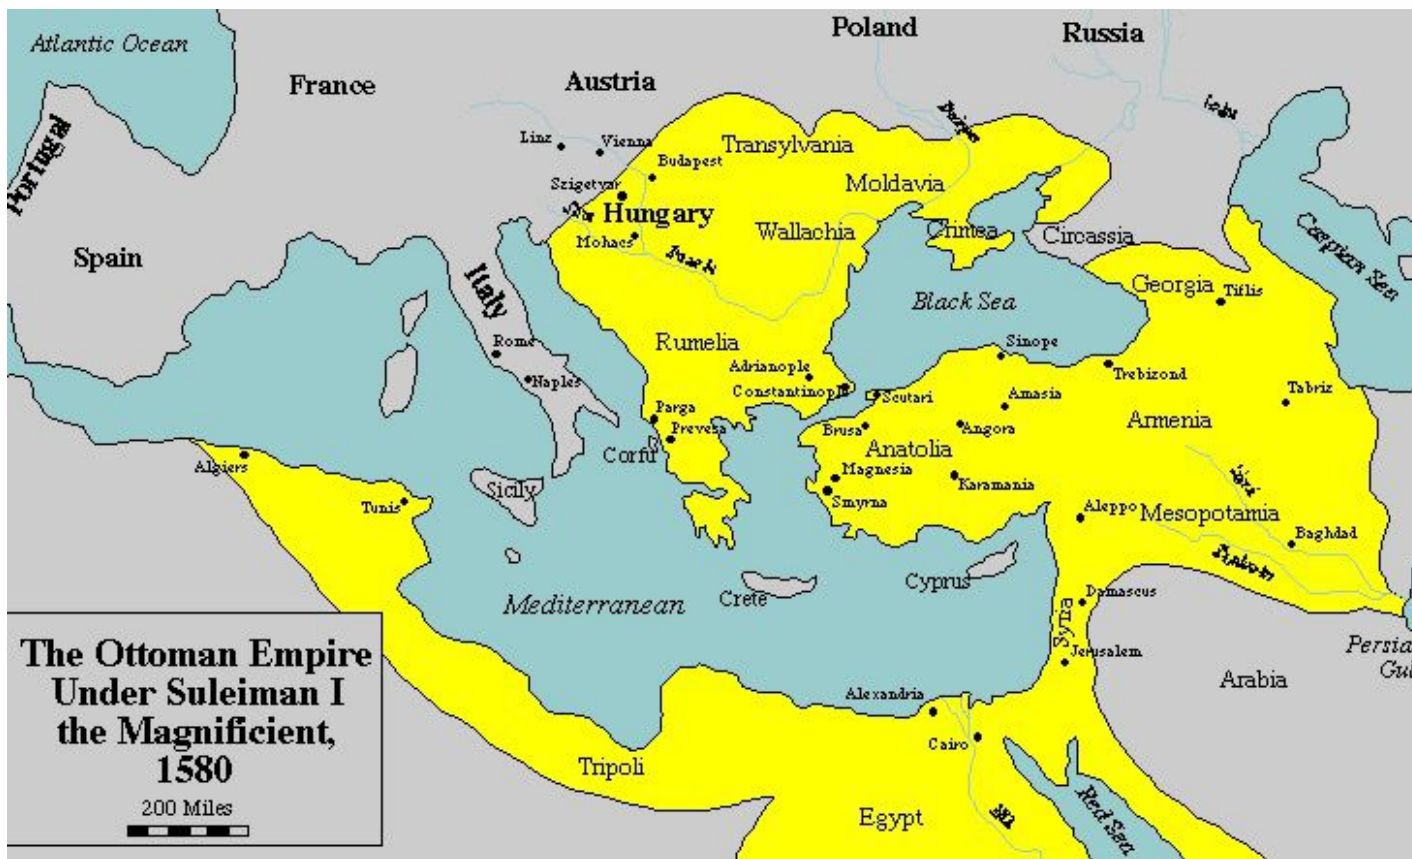 Atlantic Ocean
Poland
Russia
France
Austria
Portugal
Linz
Vienna
Transylvania
Budapest
Szigetvar
Moldavia
Hungary
Mohacs
Wallachia
Crimea
Circassia
Caspian Sea
Spain
Italy
Georgia
Tiflis
Black Sea
Rumelia
Rome
Naples
Adrianople
Constantinople
Sinope
Trebizond
Scutari
Amasia
Tabriz
Parga
Prevesa
Brusa
Anatolia
Angora
Armenia
Corfu
Algiers
Magnesia
Karamania
Sicily
Tunis
Smyrna
Aleppo
Mesopotamia
Baghdad
Mediterranean
Crete
Cyprus
Damascus
Syria
Jerusalem
Persia
Gul
Arabia
Alexandria
Cairo
Tripoli
Egypt
Red Sea
The Ottoman Empire
Under Suleiman I
the Magnificient,
1580
200 Miles